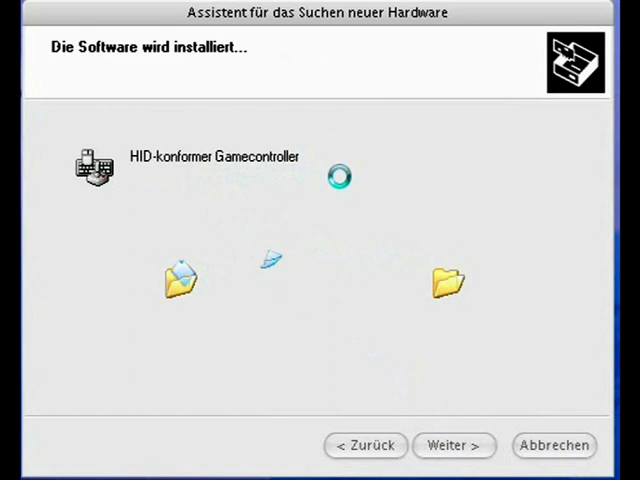 Assistent für das Suchen neuer Hardware
Die Software wird installiert...
HID-konformer Gamecontroller
< Zurück
Weiter >
Abbrechen